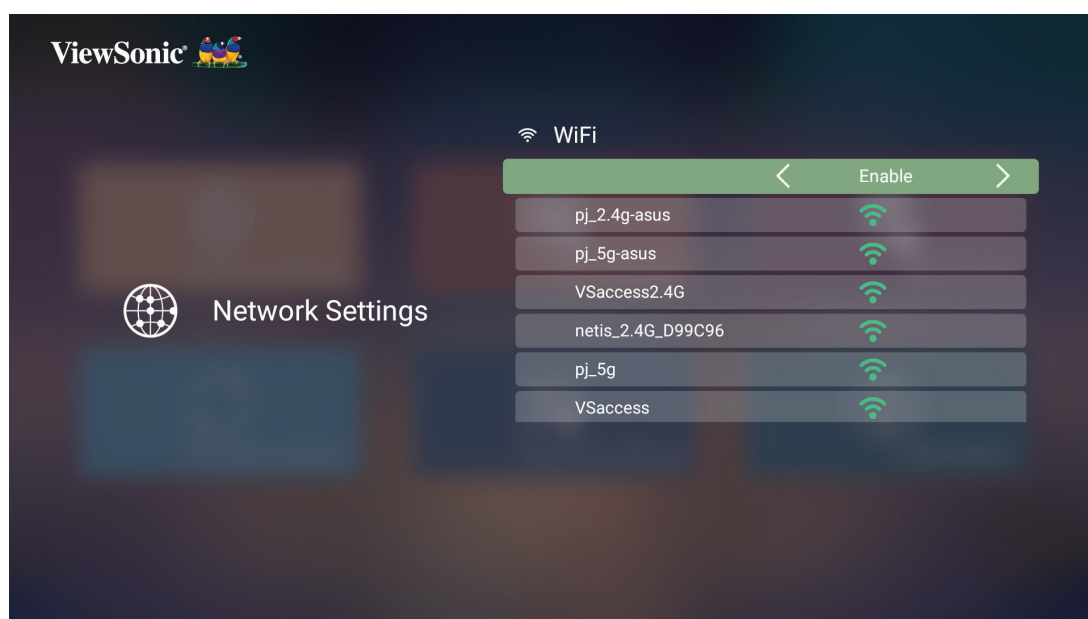 ViewSonic®
WiFi
Enable
pj_2.4g-asus
pj_5g-asus
VSaccess2.4G
Network Settings
netis_2.4G_D99C96
pj_5g
VSaccess